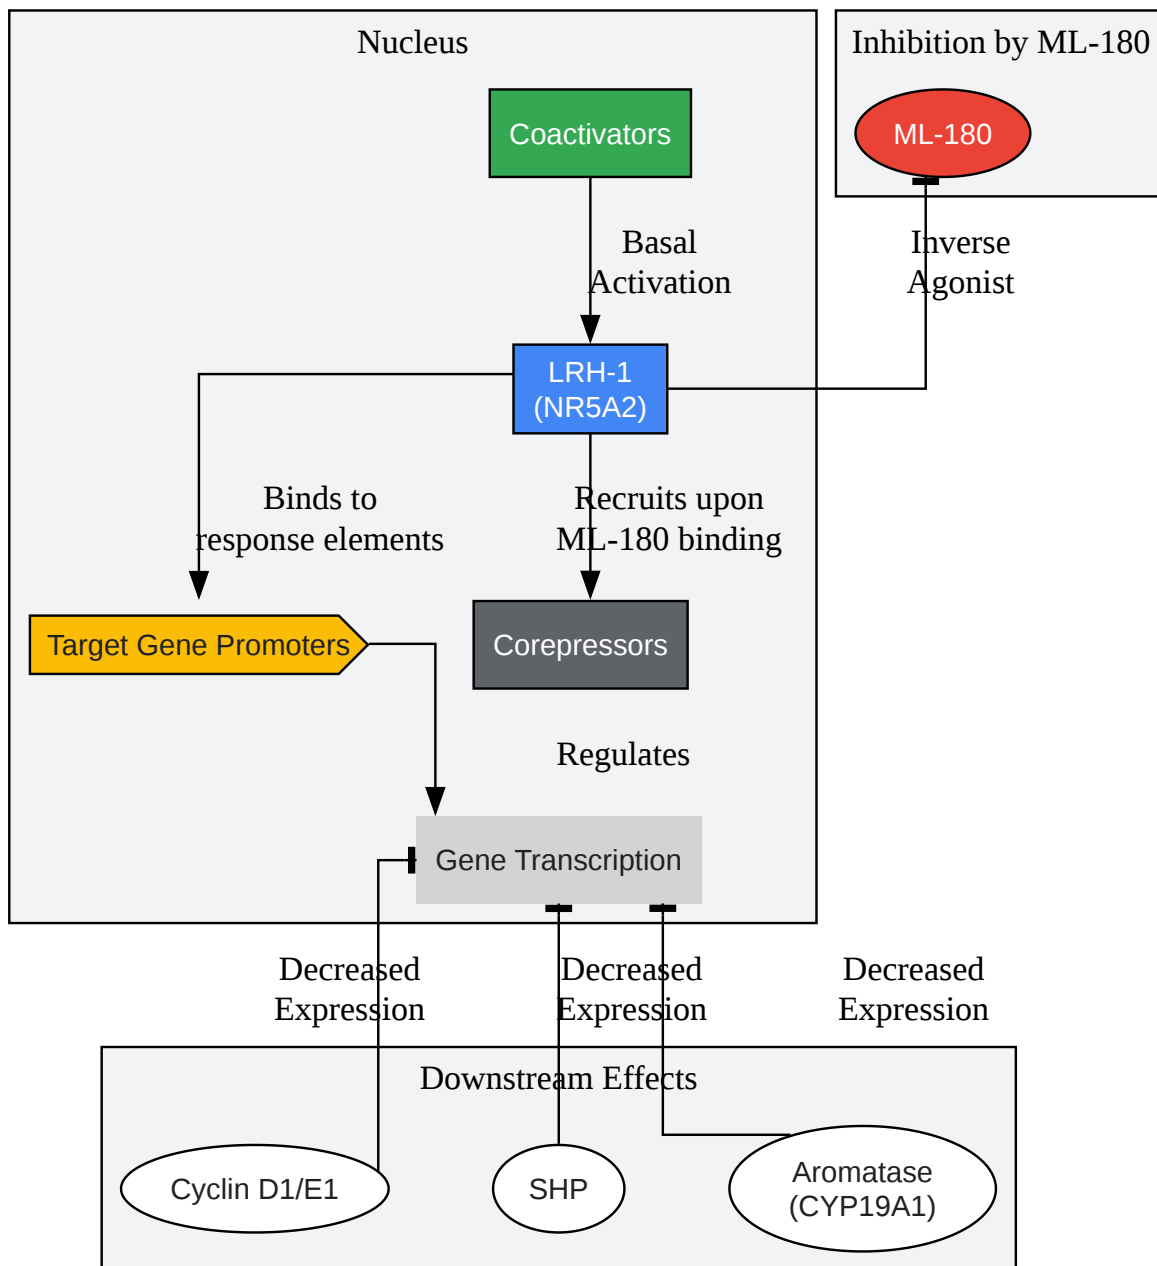 Nucleus
Inhibition by ML-180
Coactivators
ML-180
Basal
Activation
Inverse
Agonist
LRH-1
(NR5A2)
Binds to
response elements
Recruits upon
ML-180 binding
Target Gene Promoters
Corepressors
Regulates
Gene Transcription
Decreased
Expression
Decreased
Expression
Decreased
Expression
Downstream Effects
Cyclin D1/E1
SHP
Aromatase
(CYP19A1)